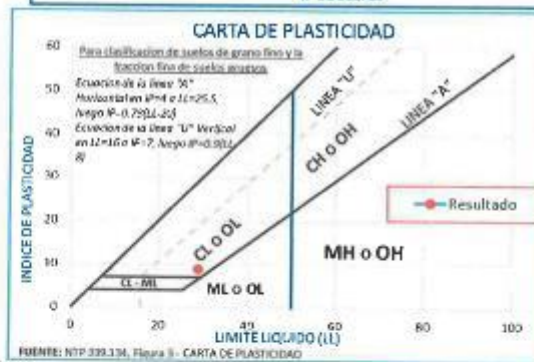 CARTA DE PLASTICIDAD
Para clasificacion de suelos de grano fino y la
fraccion fina de suelos gruesos
Ecuacion de la linea "A"
Horizontal en IP=4 a LL=25.5,
luego IP=0.73(LL-20)
Ecuacion de la linea "U" Vertical
en LL=16 a IP=7, luego IP=0.9(LL-
8)
INDICE DE PLASTICIDAD
60
50
40
30
20
10
0
LINEA "U"
LINEA "A"
CH o OH
CL o OL
Resultado
CL - ML
ML o OL
MH o OH
0
20
40
60
80
100
LIMITE LIQUIDO (LL)
FUENTE: NTP 339.134, Figura 3 - CARTA DE PLASTICIDAD